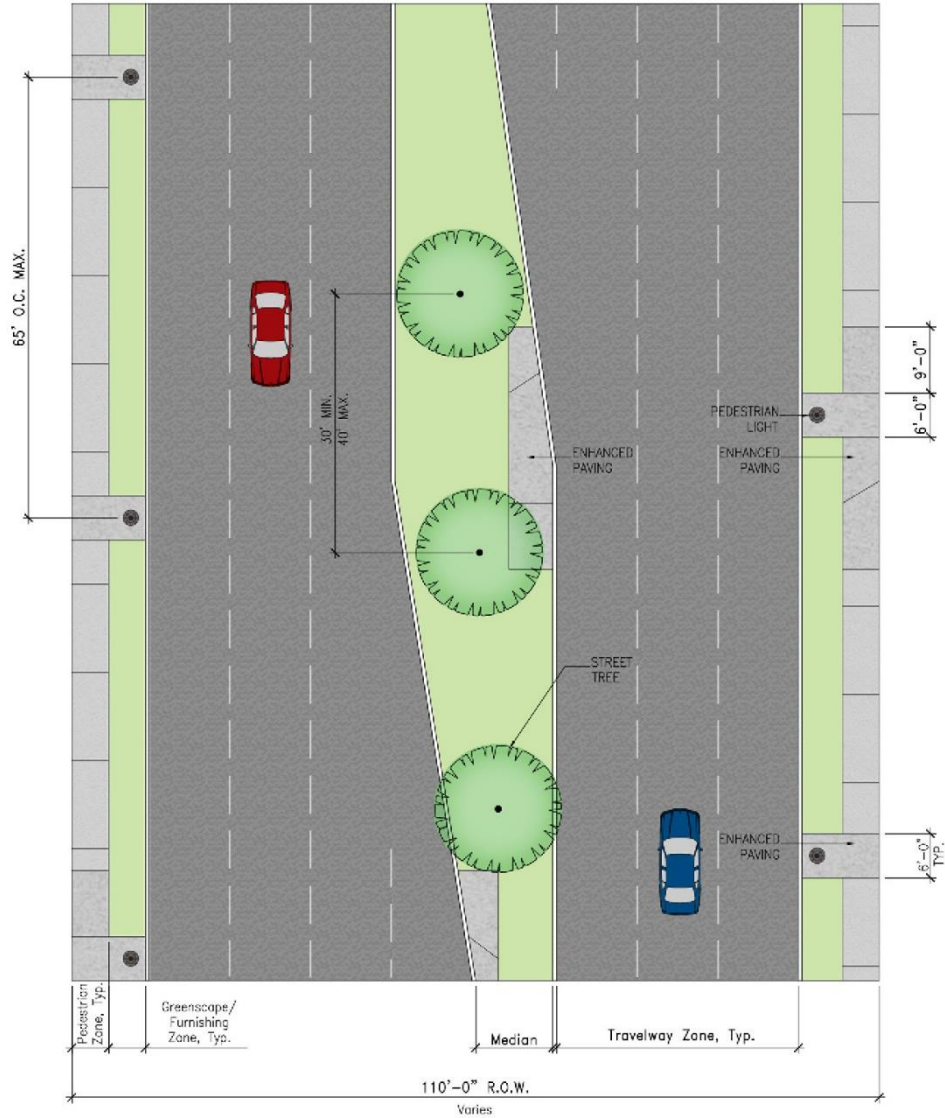 65' O.C. MAX.
30' MIN.
40' MAX.
9'-0"
6'-0"
PEDESTRIAN
LIGHT
ENHANCED
PAVING
ENHANCED
PAVING
STREET
TREE
ENHANCED
PAVING
6'-0"
TYP.
Pedestrian
Zone, Typ.
Greenscape/
Furnishing
Zone, Typ.
Median
Travelway Zone, Typ.
110'-0" R.O.W.
Varies